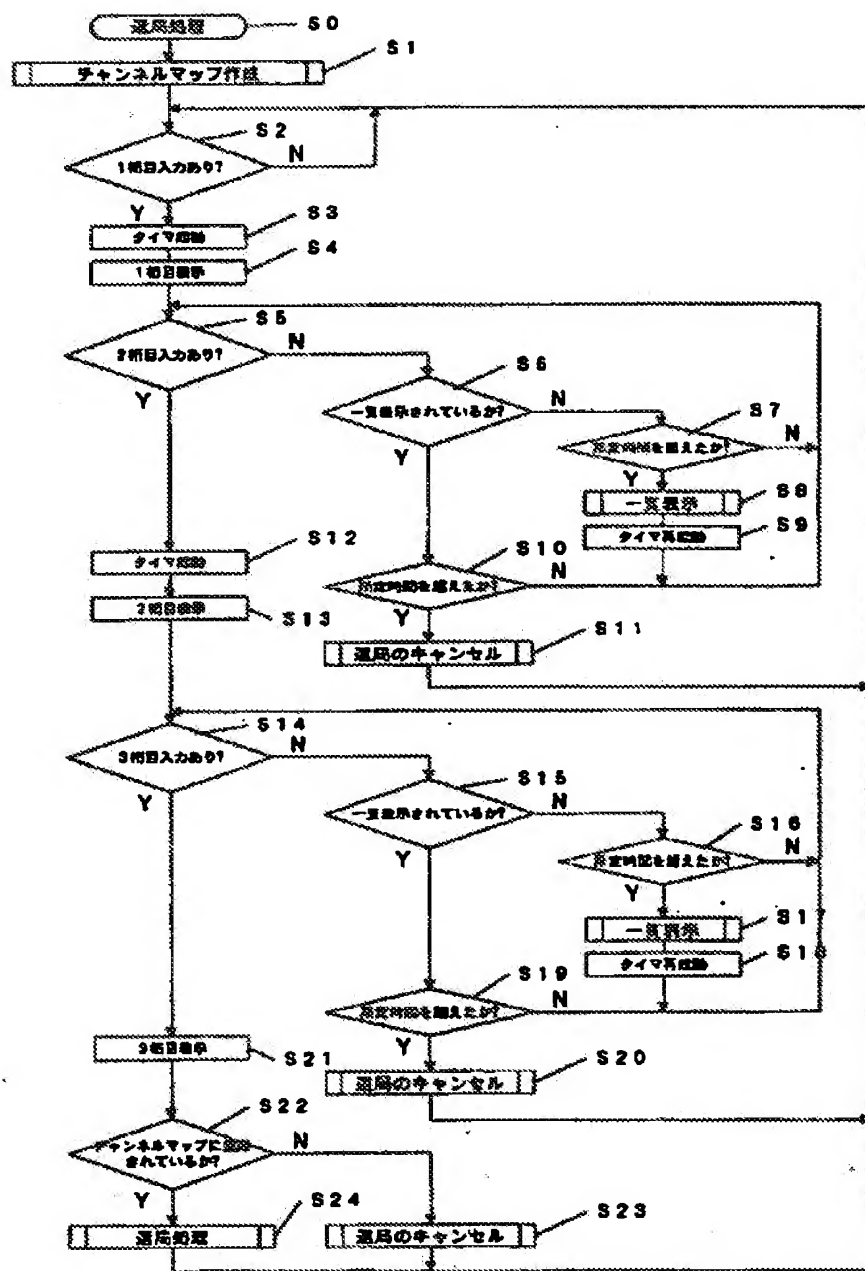 選局処理
S0
S1
チャンネルマップ作成
S2
N
1桁目入力あり?
Y
S3
タイマ起動
S4
1桁目表示
S5
N
2桁目入力あり?
Y
S6
N
一覧表示されているか?
Y
S7
N
所定時間を超えたか?
Y
S8
一覧表示
S9
タイマ再起動
S10
N
所定時間を超えたか?
Y
S11
選局のキャンセル
S12
タイマ起動
S13
2桁目表示
S14
N
3桁目入力あり?
Y
S15
N
一覧表示されているか?
Y
S16
N
所定時間を超えたか?
Y
一覧表示
タイマ再起動
S19
N
所定時間を超えたか?
Y
S20
選局のキャンセル
3桁目表示
S21
S22
N
チャンネルマップに
されているか?
Y
S24
選局処理
S23
選局のキャンセル